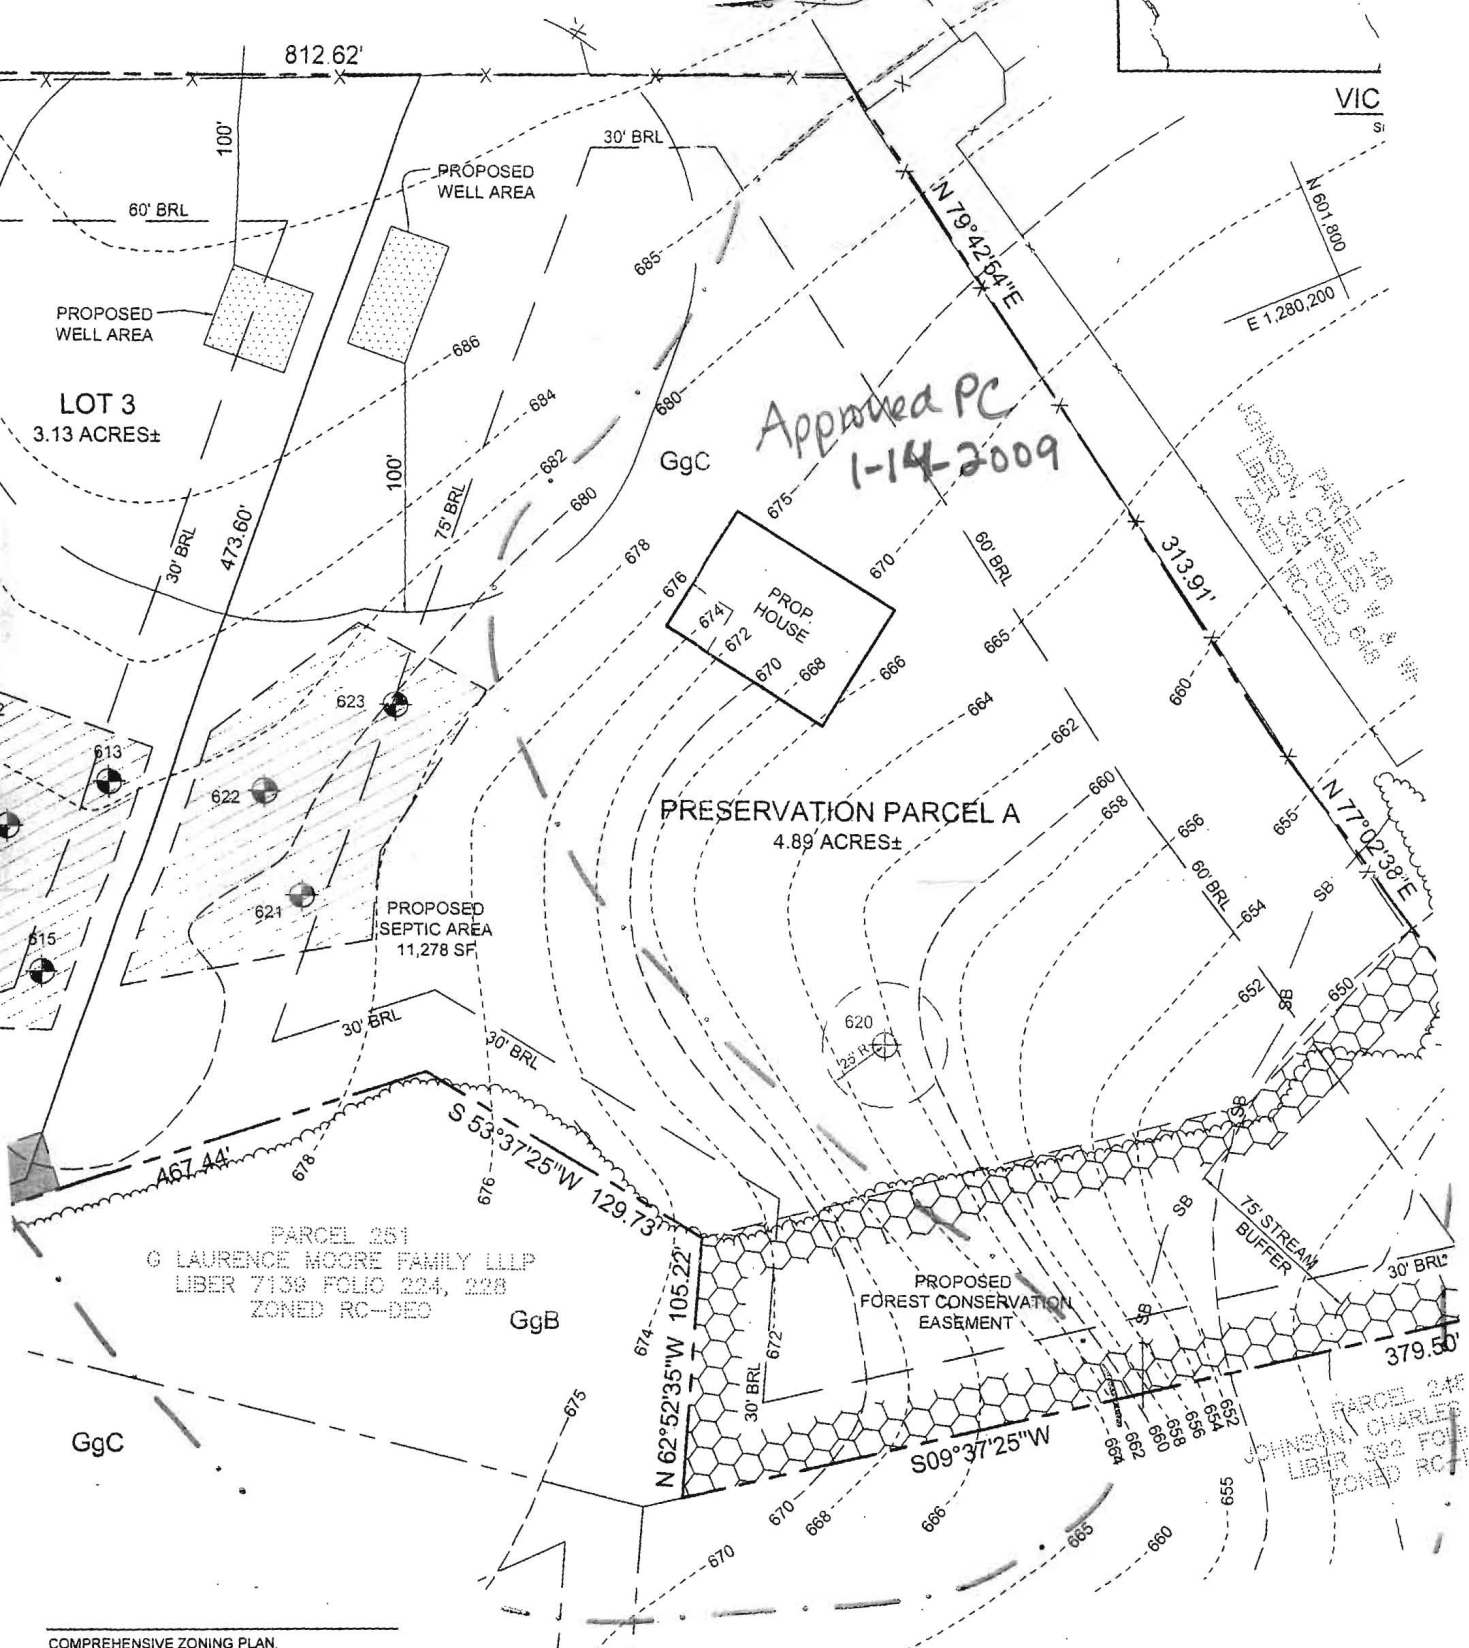 812.62'
VIC
100'
30' BRL
PROPOSED
WELL AREA
60' BRL
N 79°42'54"E
N 601,800
E 1,280,200
685
PROPOSED
WELL AREA
686
LOT 3
3.13 ACRES±
684
680
Approved PC
1-14-2009
GgC
682
680
100'
75' BRL
473.60'
30' BRL
675
678
670
60' BRL
313.91'
PARCEL 246
JOHNSON, CHARLES W &
LIBER 392 FOLIO 648
ZONED RC-DEO
676
674
672
670
668
PROP.
HOUSE
666
665
664
662
660
660
658
656
655
654
652
650
623
622
621
613
615
PRESERVATION PARCEL A
4.89 ACRES±
N 77°02'38"E
60' BRL
SB
SB
SB
SB
SB
PROPOSED
SEPTIC AREA
11,278 SF
30' BRL
30' BRL
620
25' R
S 53°37'25"W 129.73'
467.44'
678
676
PARCEL 251
G LAURENCE MOORE FAMILY LLLP
LIBER 7139 FOLIO 224, 228
ZONED RC-DEO
GgB
674
N 62°52'35"W 105.22'
672
30' BRL
PROPOSED
FOREST CONSERVATION
EASEMENT
75' STREAM
BUFFER
30' BRL
379.50'
675
GgC
S09°37'25"W
664
662
660
658
656
654
652
655
PARCEL 246
JOHNSON, CHARLES
LIBER 392 FO
ZONED RC-
670
668
666
665
660
670
COMPREHENSIVE ZONING PLAN.